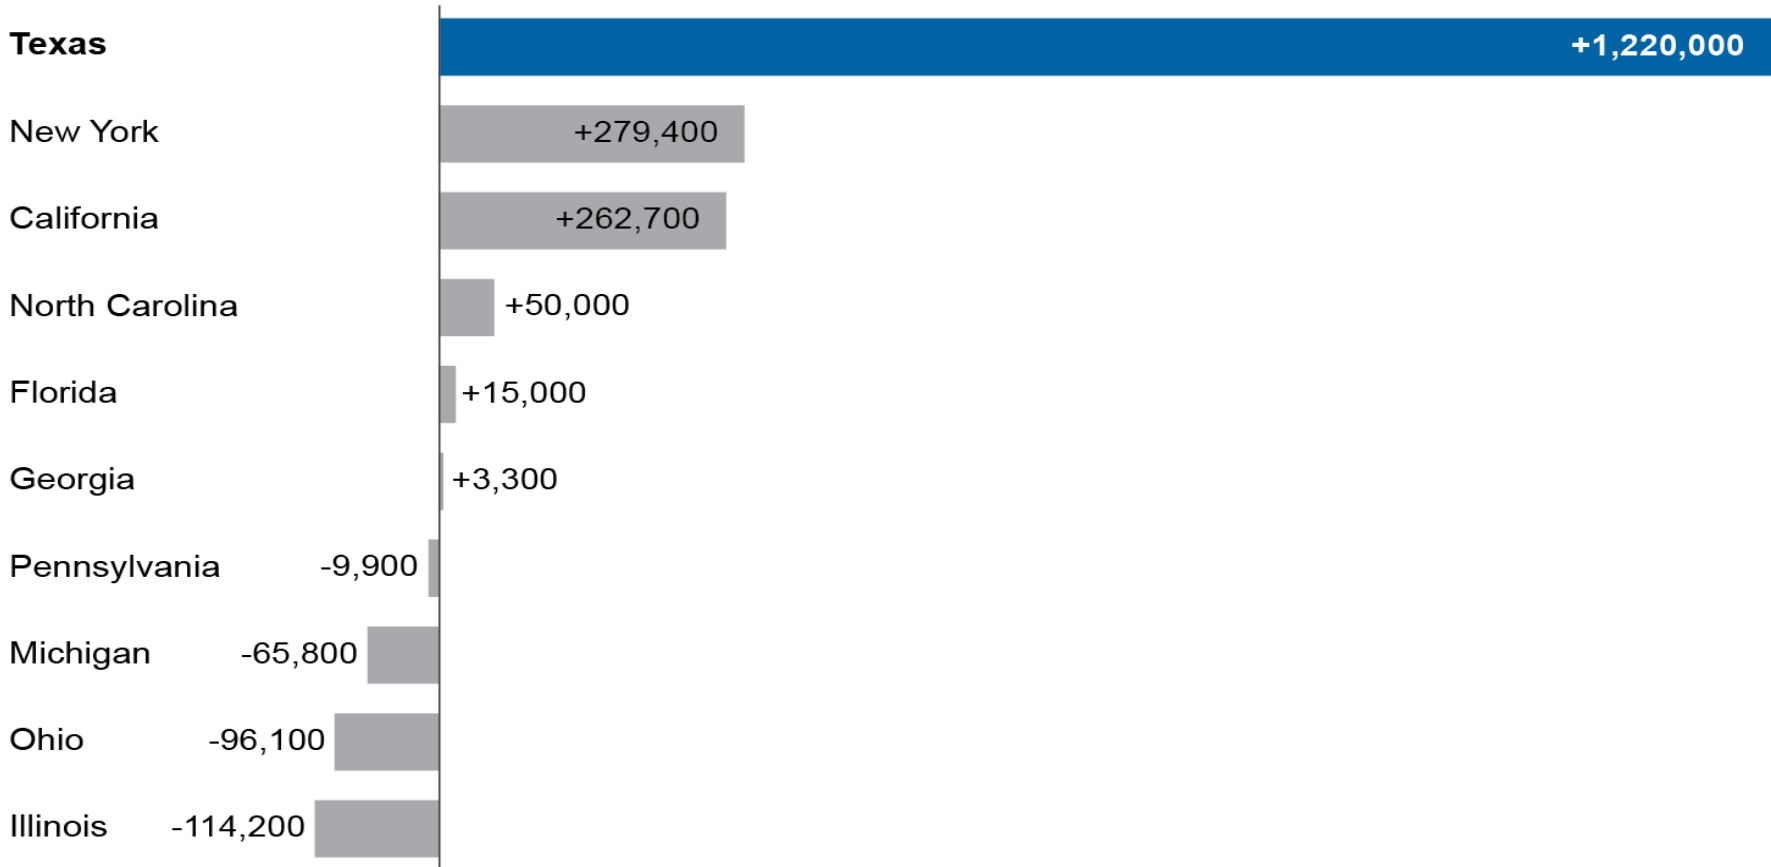 Texas +1,220,000
New York +279,400
California +262,700
North Carolina +50,000
Florida +15,000
Georgia +3,300
Pennsylvania -9,900
Michigan -65,800
Ohio -96,100
Illinois -114,200